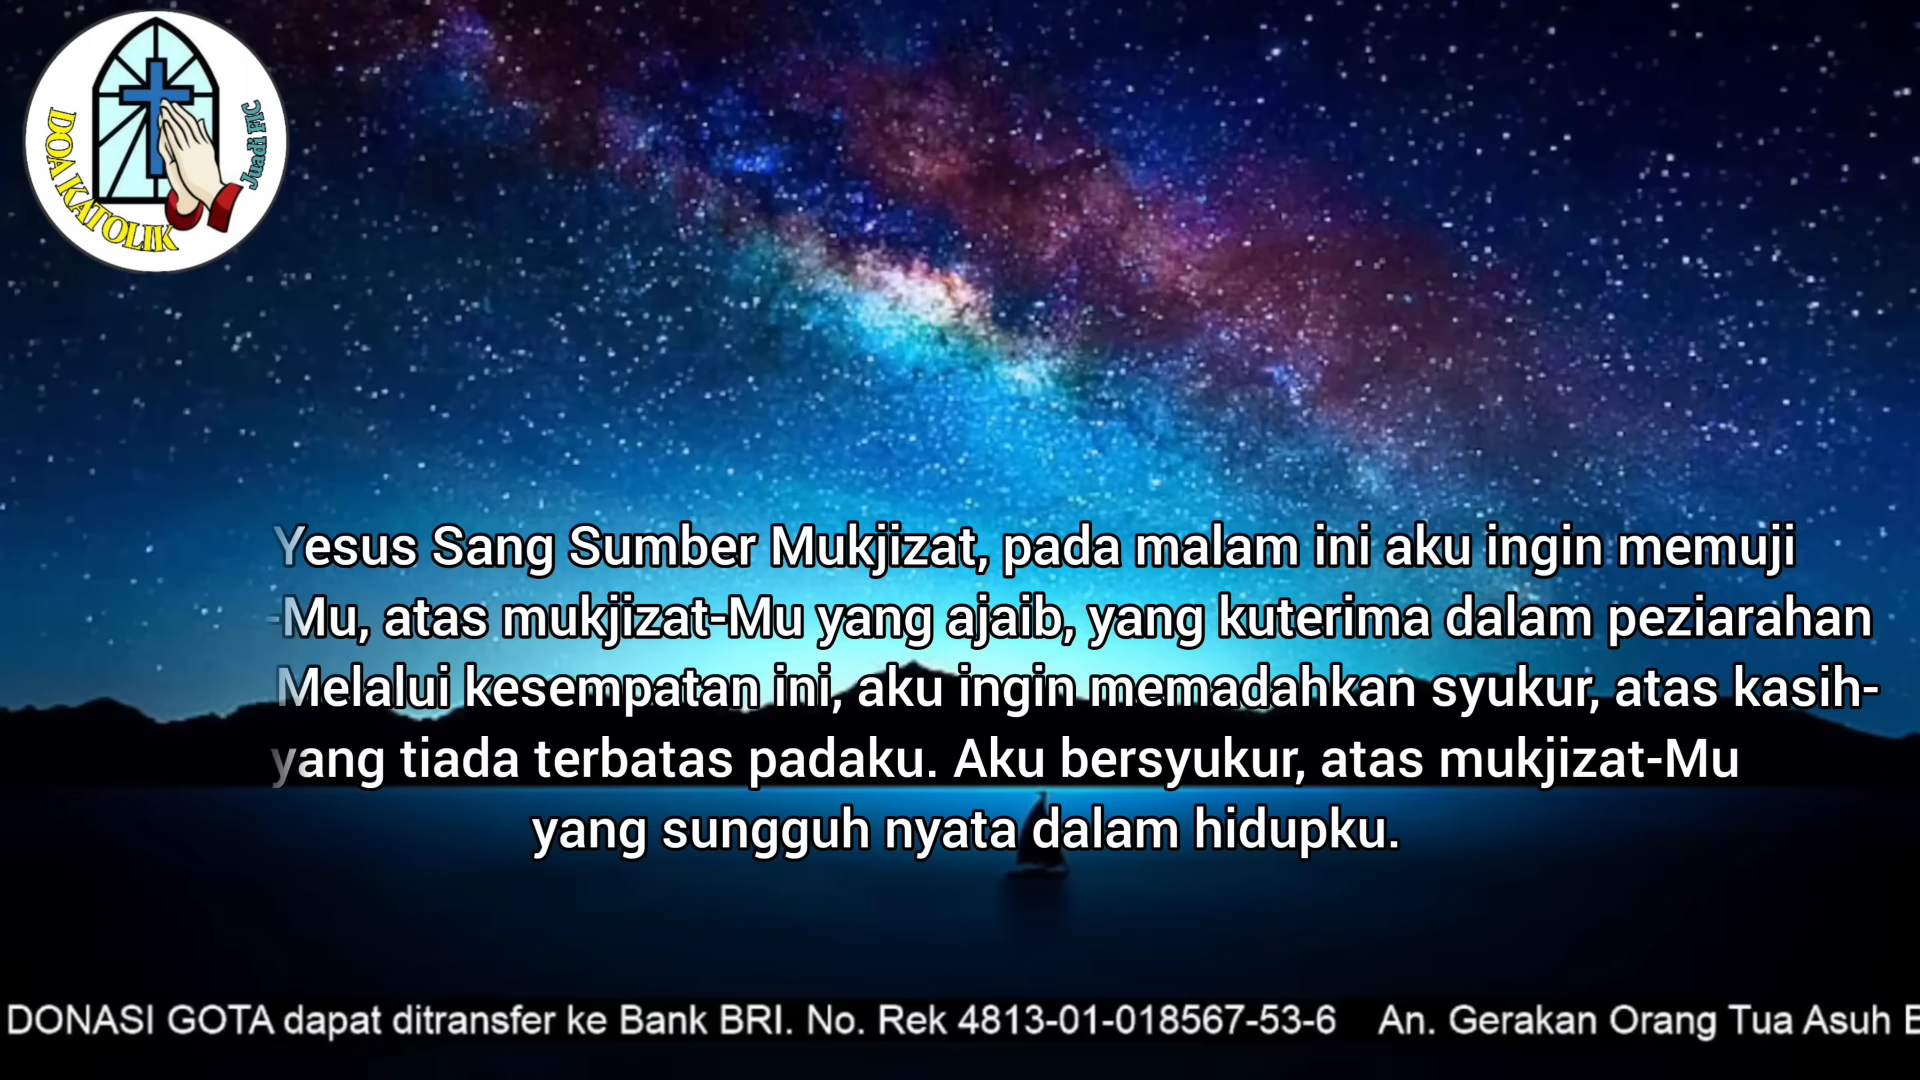 DOA KATOLIK
Juadi FIC
Yesus Sang Sumber Mukjizat, pada malam ini aku ingin memuji
-Mu, atas mukjizat-Mu yang ajaib, yang kuterima dalam peziarahan
Melalui kesempatan ini, aku ingin memadahkan syukur, atas kasih-
yang tiada terbatas padaku. Aku bersyukur, atas mukjizat-Mu
yang sungguh nyata dalam hidupku.
DONASI GOTA dapat ditransfer ke Bank BRI. No. Rek 4813-01-018567-53-6 An. Gerakan Orang Tua Asuh